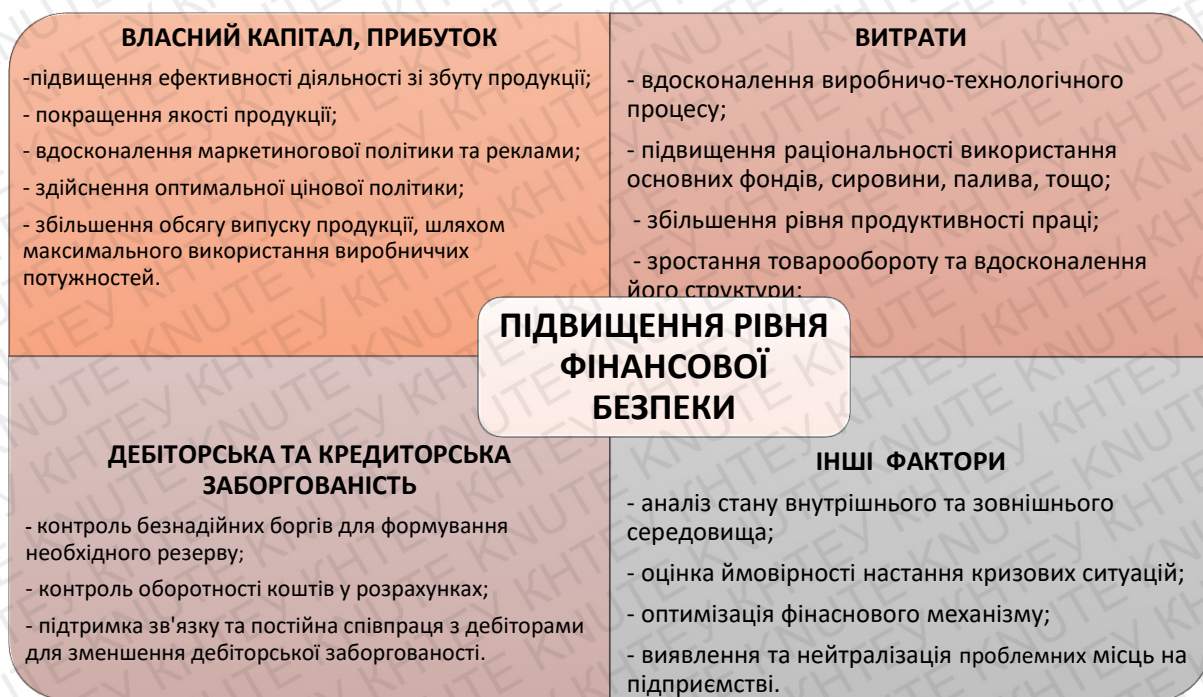 ВЛАСНИЙ КАПІТАЛ, ПРИБУТОК
-підвищення ефективності діяльності зі збуту продукції;
- покращення якості продукції;
- вдосконалення маркетиногової політики та реклами;
- здійснення оптимальної цінової політики;
- збільшення обсягу випуску продукції, шляхом
максимального використання виробниччих
потужностей.
ВИТРАТИ
- вдосконалення виробничо-технологічного
процесу;
- підвищення раціональності використання
основних фондів, сировини, палива, тощо;
- збільшення рівня продуктивності праці;
- зростання товарообороту та вдосконалення
його структури;
ПІДВИЩЕННЯ РІВНЯ
ФІНАНСОВОЇ
БЕЗПЕКИ
ДЕБІТОРСЬКА ТА КРЕДИТОРСЬКА
ЗАБОРГОВАНІСТЬ
- контроль безнадійних боргів для формування
необхідного резерву;
- контроль оборотності коштів у розрахунках;
- підтримка зв'язку та постійна співпраця з дебіторами
для зменшення дебіторської заборгованості.
ІНШІ ФАКТОРИ
- аналіз стану внутрішнього та зовнішнього
середовища;
- оцінка ймовірності настання кризових ситуацій;
- оптимізація фінаснового механізму;
- виявлення та нейтралізація проблемних місць на
підприємстві.